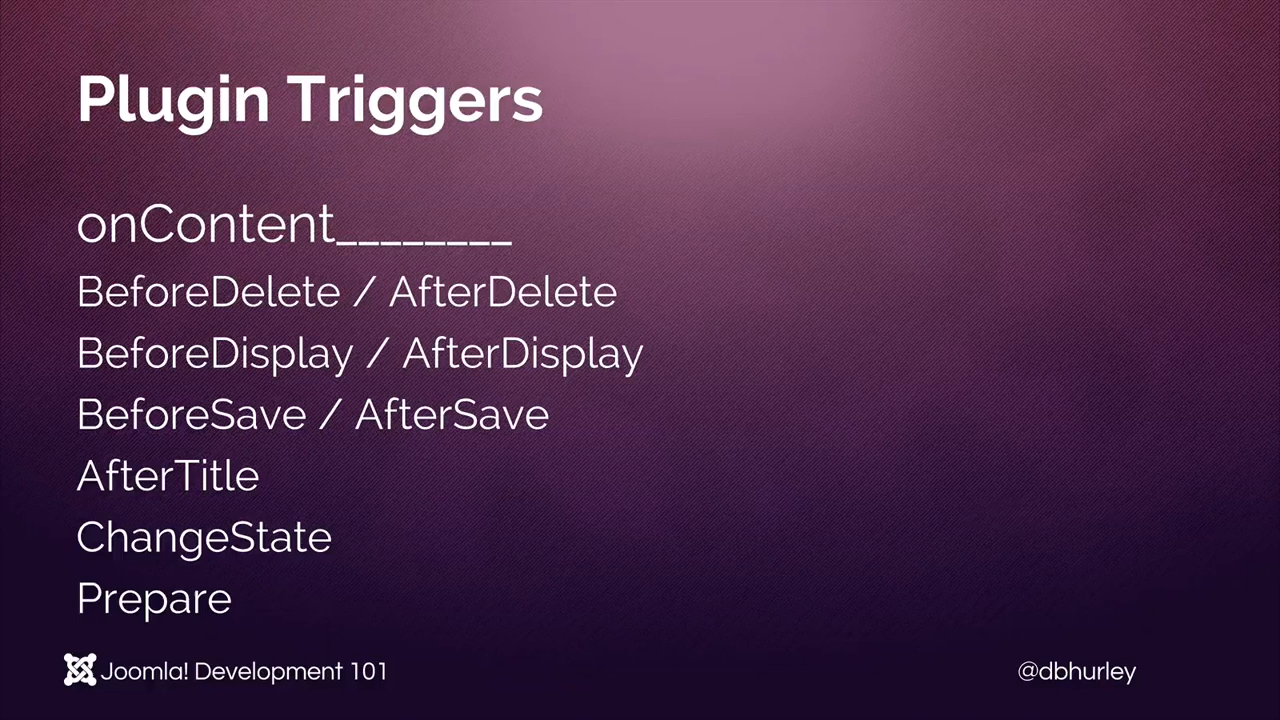 Plugin Triggers
onContent________
BeforeDelete / AfterDelete
BeforeDisplay / AfterDisplay
BeforeSave / AfterSave
AfterTitle
ChangeState
Prepare
Joomla! Development 101
@dbhurley